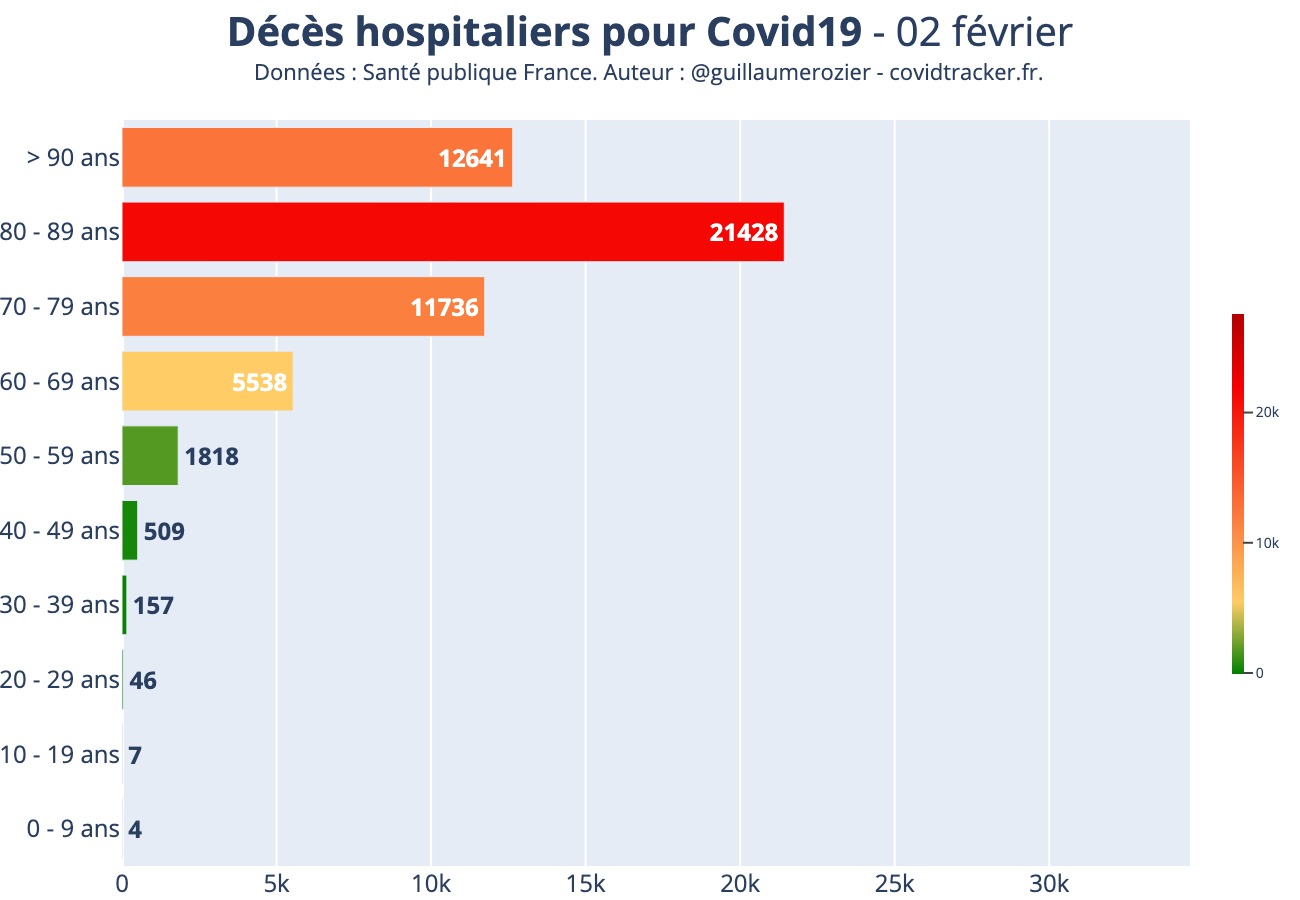 Décès hospitaliers pour Covid19 - 02 février
Données : Santé publique France. Auteur : @guillaumerozier - covidtracker.fr.
> 90 ans 12641
80 - 89 ans 21428
70 - 79 ans 11736
60 - 69 ans 5538
50 - 59 ans 1818
40 - 49 ans 509
30 - 39 ans 157
20 - 29 ans 46
10 - 19 ans 7
0 - 9 ans 4
0 5k 10k 15k 20k 25k 30k
20k
10k
0